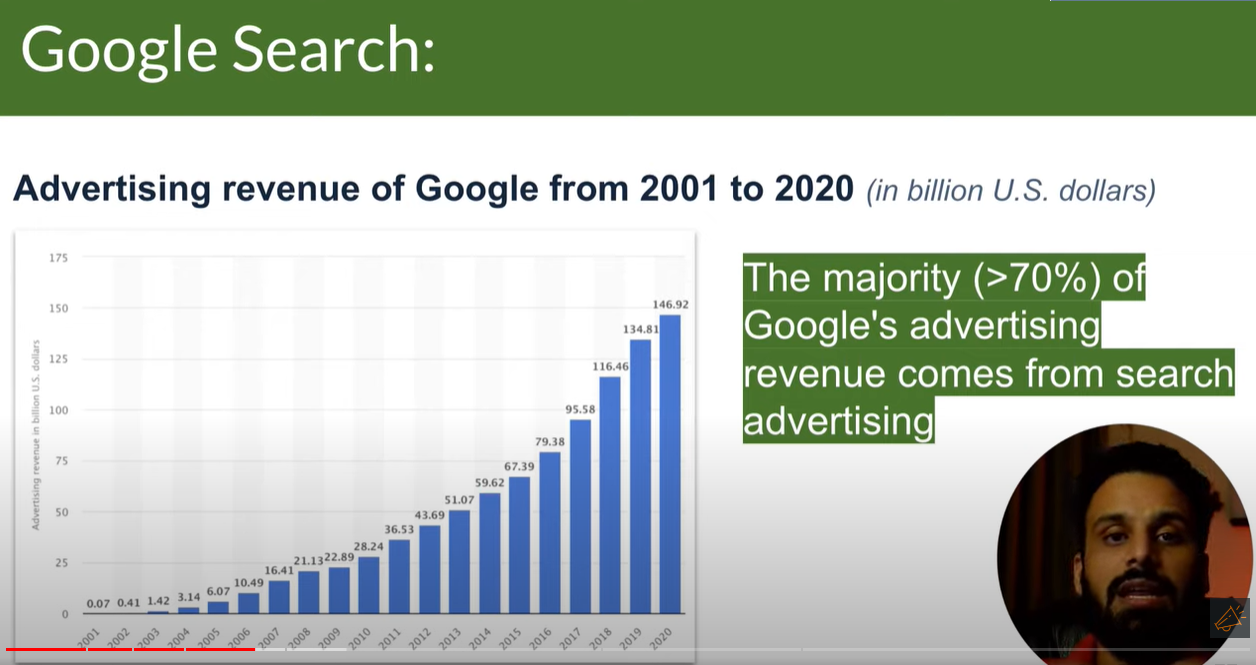 Google Search:
Advertising revenue of Google from 2001 to 2020 (in billion U.S. dollars)
The majority (>70%) of
Google's advertising
revenue comes from search
advertising
Advertising revenue in billion U.S. dollars
175
150
125
100
75
50
25
0
0.07 0.41 1.42 3.14 6.07 10.49 16.41 21.13 22.89 28.24 36.53 43.69 51.07 59.62 67.39 79.38 95.58 116.46 134.81 146.92
2001 2002 2003 2004 2005 2006 2007 2008 2009 2010 2011 2012 2013 2014 2015 2016 2017 2018 2019 2020